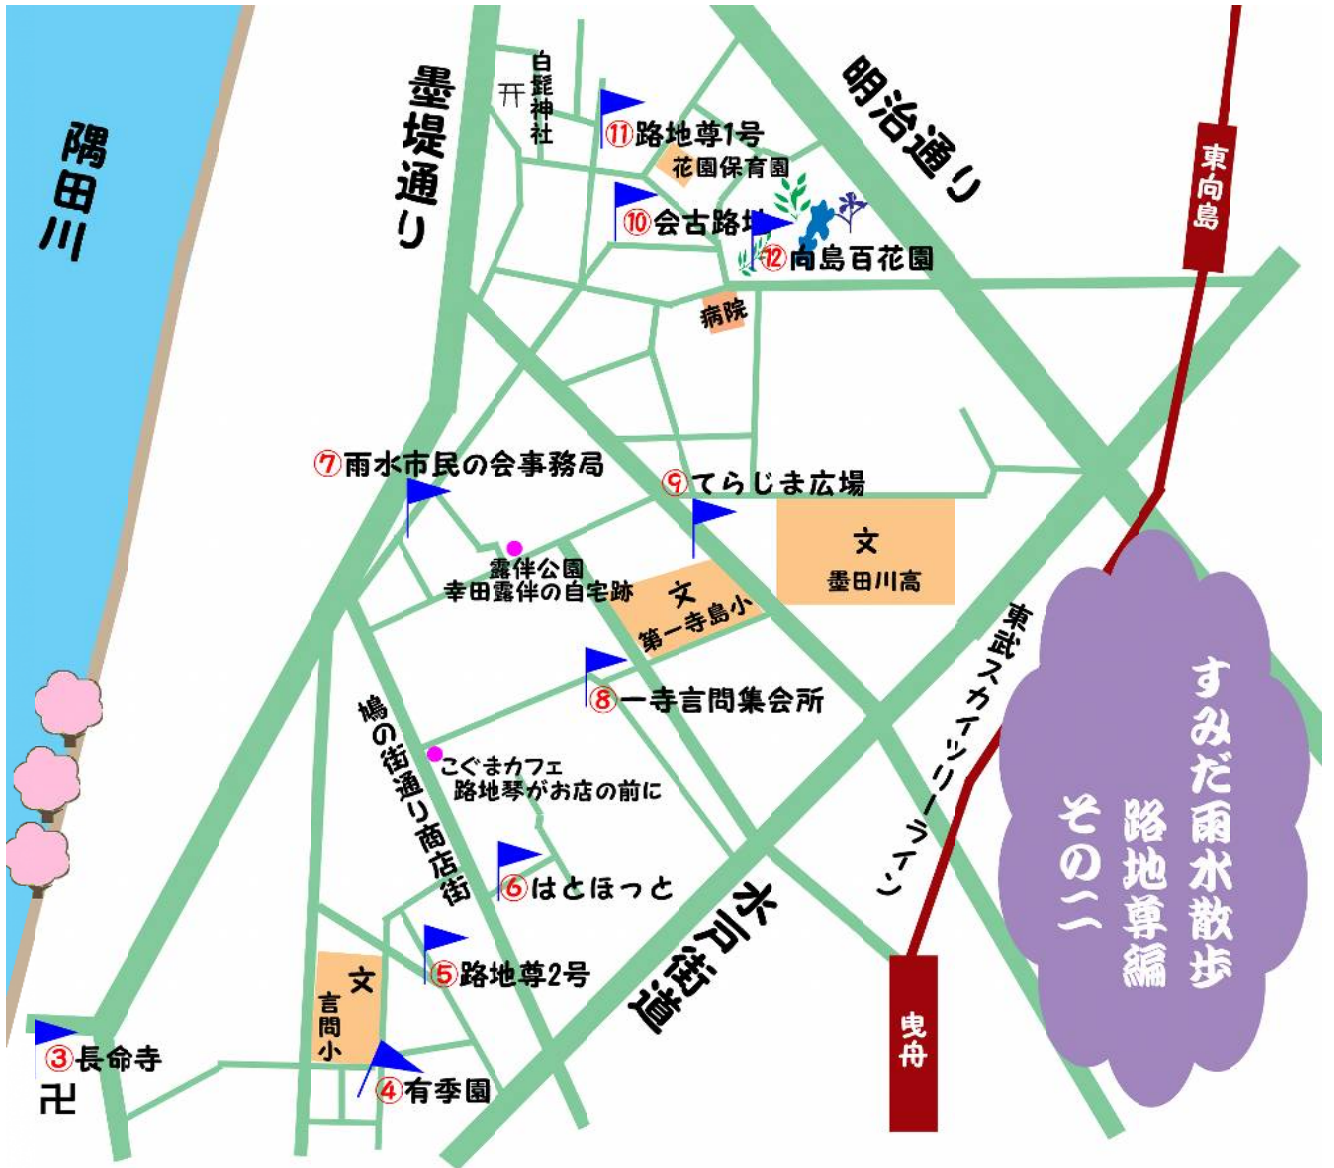 隅田川
墨堤通り
白髭神社
明治通り
東向島
⑪路地尊1号
花園保育園
⑩会古路地
⑫向島百花園
病院
⑦雨水市民の会事務局
⑨てらじま広場
文
墨田川高
露伴公園
幸田露伴の自宅跡
文
第一寺島小
⑧一寺言問集会所
鳩の街通り商店街
こぐまカフェ
路地琴がお店の前に
東武スカイツリーライン
すみだ雨水散歩
路地尊編
その二
⑥はとほっと
水戸街道
⑤路地尊2号
文
言問小
曳舟
③長命寺
卍
④有季園